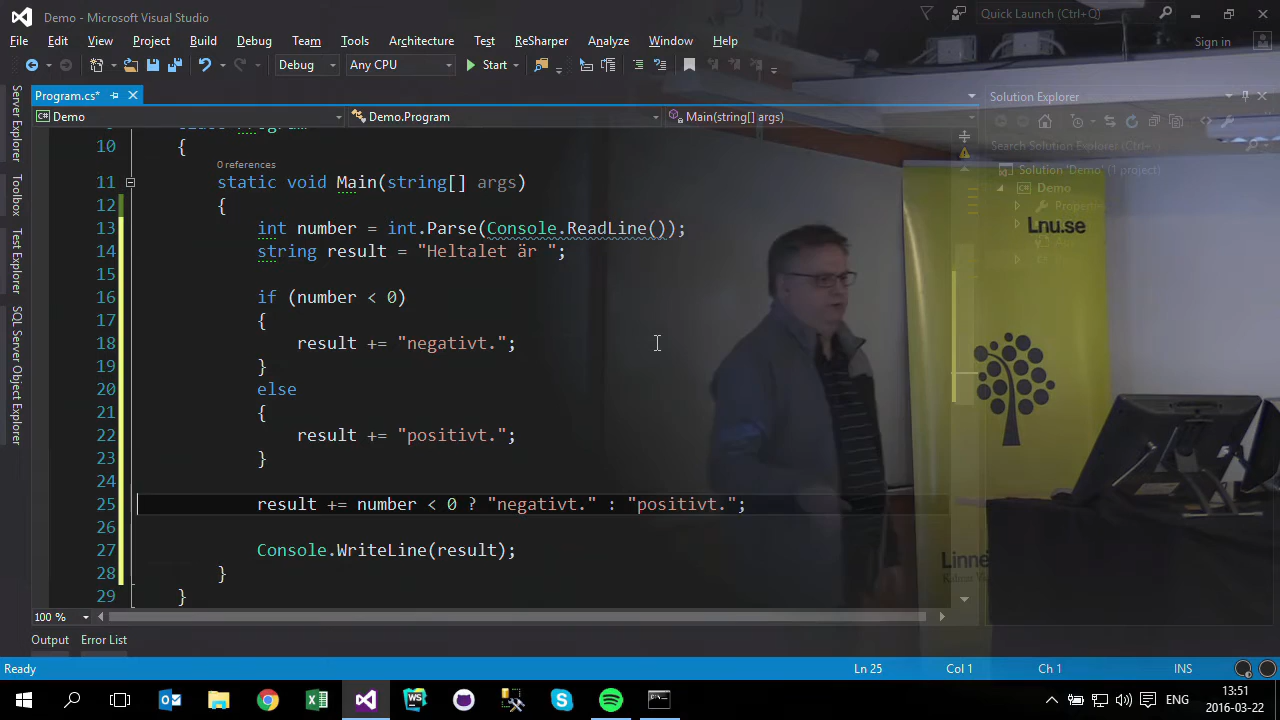 Demo - Microsoft Visual Studio
Quick Launch (Ctrl+Q)
File Edit View Project Build Debug Team Tools Architecture Test ReSharper Analyze Window Help
Sign in
Debug Any CPU Start
Program.cs*
Solution Explorer
Demo Demo.Program Main(string[] args)
Search Solution Explorer (Ctrl+
Solution 'Demo' (1 project)
Demo
Properties
Lnu.se
Server Explorer
Toolbox
Test Explorer
SQL Server Object Explorer
10 {
0 references
11 static void Main(string[] args)
12 {
13 int number = int.Parse(Console.ReadLine());
14 string result = "Heltalet är ";
15
16 if (number < 0)
17 {
18 result += "negativt.";
19 }
20 else
21 {
22 result += "positivt.";
23 }
24
25 result += number < 0 ? "negativt." : "positivt.";
26
27 Console.WriteLine(result);
28 }
29 }
100 %
Output Error List
Ready Ln 25 Col 1 Ch 1 INS
ENG
13:51
2016-03-22